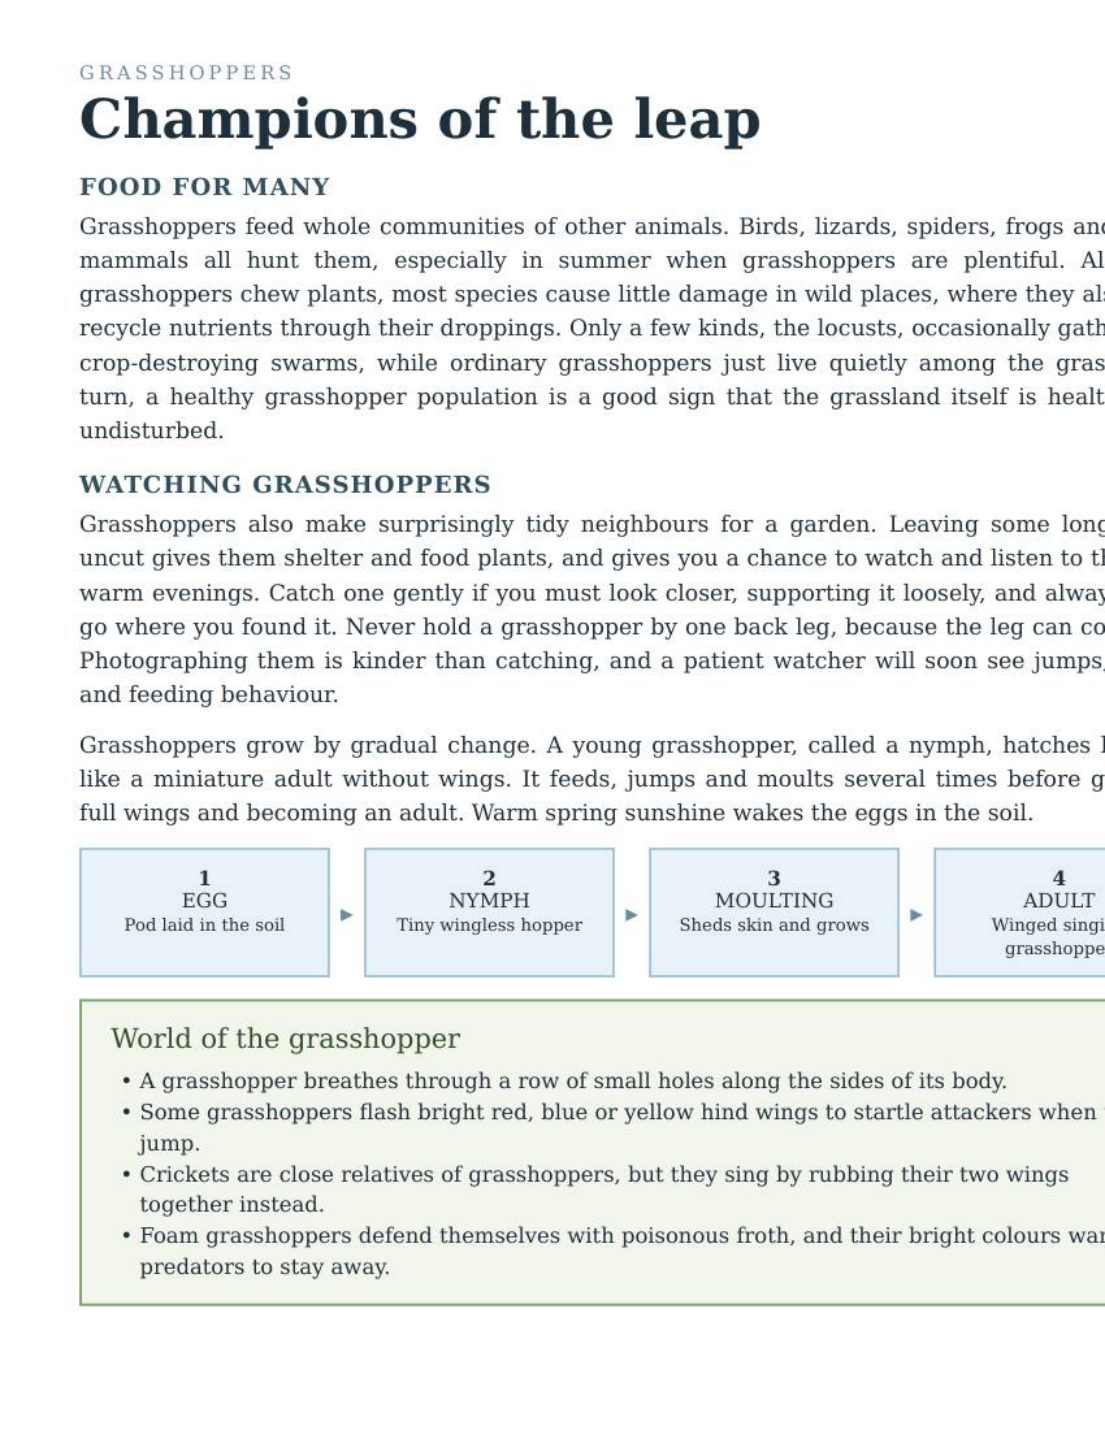 GRASSHOPPERS
Champions of the leap
FOOD FOR MANY
Grasshoppers feed whole communities of other animals. Birds, lizards, spiders, frogs and
mammals all hunt them, especially in summer when grasshoppers are plentiful.
grasshoppers chew plants, most species cause little damage in wild places, where they
recycle nutrients through their droppings. Only a few kinds, the locusts, occasionally
crop-destroying swarms, while ordinary grasshoppers just live quietly among the
turn, a healthy grasshopper population is a good sign that the grassland itself is
undisturbed.
WATCHING GRASSHOPPERS
Grasshoppers also make surprisingly tidy neighbours for a garden. Leaving some long
uncut gives them shelter and food plants, and gives you a chance to watch and listen to
warm evenings. Catch one gently if you must look closer, supporting it loosely, and
go where you found it. Never hold a grasshopper by one back leg, because the leg can
Photographing them is kinder than catching, and a patient watcher will soon see jumps,
and feeding behaviour.
Grasshoppers grow by gradual change. A young grasshopper, called a nymph, hatches
like a miniature adult without wings. It feeds, jumps and moults several times before
full wings and becoming an adult. Warm spring sunshine wakes the eggs in the soil.
1
EGG
Pod laid in the soil
2
NYMPH
Tiny wingless hopper
3
MOULTING
Sheds skin and grows
4
ADULT
Winged
World of the grasshopper
• A grasshopper breathes through a row of small holes along the sides of its body.
• Some grasshoppers flash bright red, blue or yellow hind wings to startle attackers when
jump.
• Crickets are close relatives of grasshoppers, but they sing by rubbing their two wings
together instead.
• Foam grasshoppers defend themselves with poisonous froth, and their bright colours
predators to stay away.